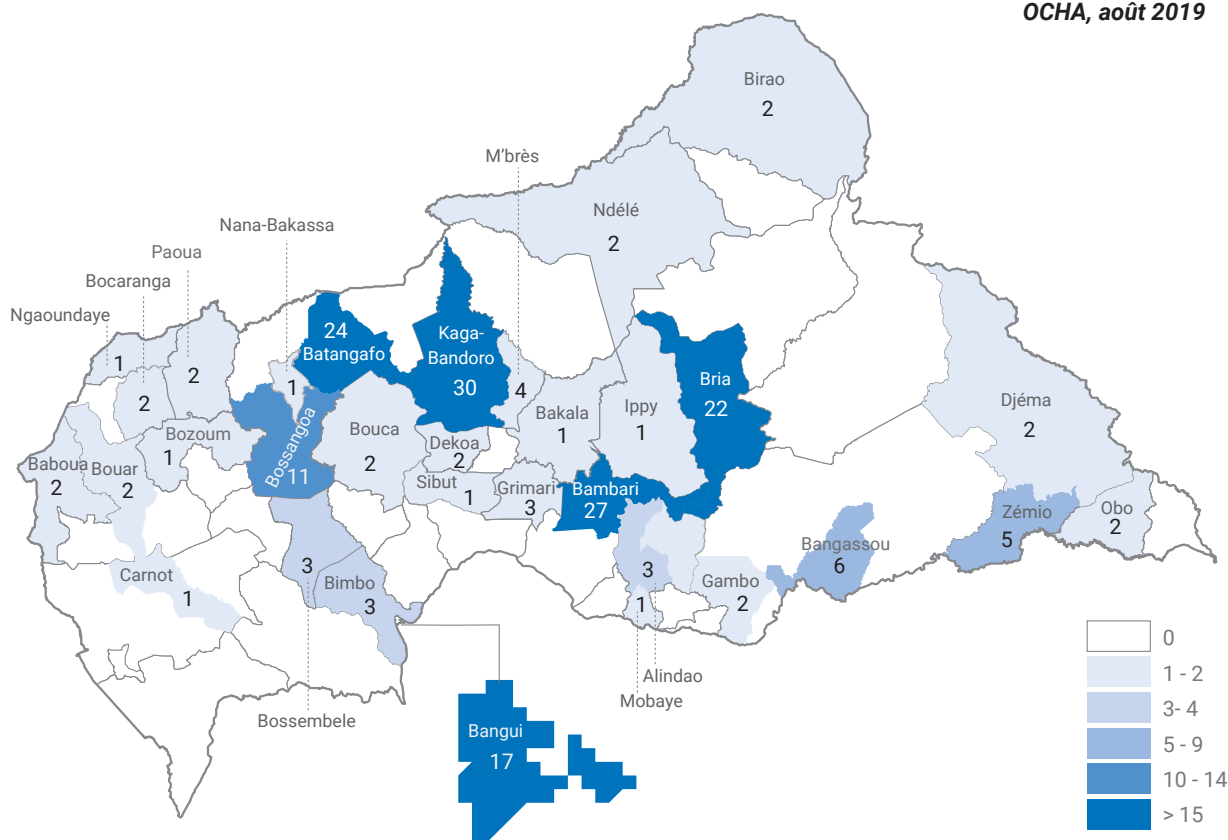 OCHA, août 2019
Birao
2
M'brès
Ndélé
2
Nana-Bakassa
Paoua
Bocaranga
Ngaoundaye
1
2
2
1
24
Batangafo
Kaga-
Bandoro
30
4
Bria
22
Bakala
1
Ippy
1
Djéma
2
Bozoum
1
Bossangoa
11
Bouca
2
Dekoa
2
Baboua
2
Bouar
2
Sibut
1
Grimari
3
Bambari
27
Zémio
5
Obo
2
Bangassou
6
Carnot
1
3
Bimbo
3
3
1
Gambo
2
Alindao
Mobaye
Bossembele
Bangui
17
0
1 - 2
3- 4
5 - 9
10 - 14
> 15